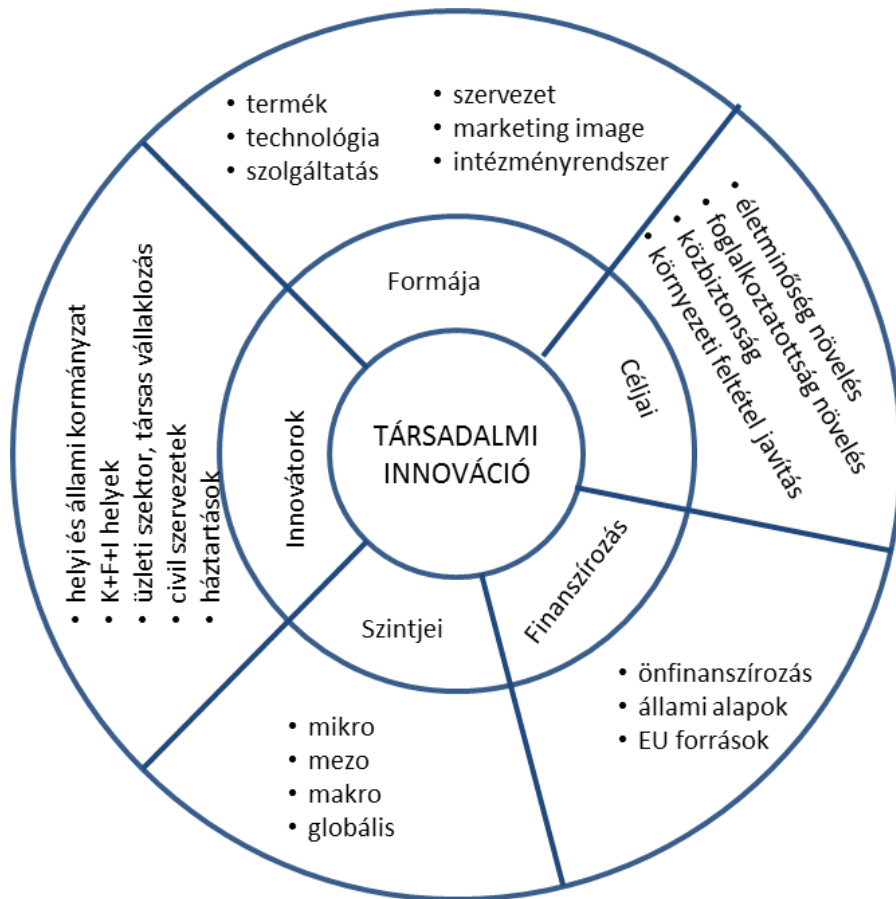 • termék
• technológia
• szolgáltatás
• szervezet
• marketing image
• intézményrendszer
Formája
• életminőség növelés
• foglalkoztatottság növelés
• közbiztonság
• környezeti feltétel javítás
Céljai
TÁRSADALMI
INNOVÁCIÓ
Finanszírozás
• önfinanszírozás
• állami alapok
• EU források
Szintjei
• mikro
• mezo
• makro
• globális
Innovátorok
• helyi és állami kormányzat
• K+F+I helyek
• üzleti szektor, társas vállaklozás
• civil szervezetek
• háztartások